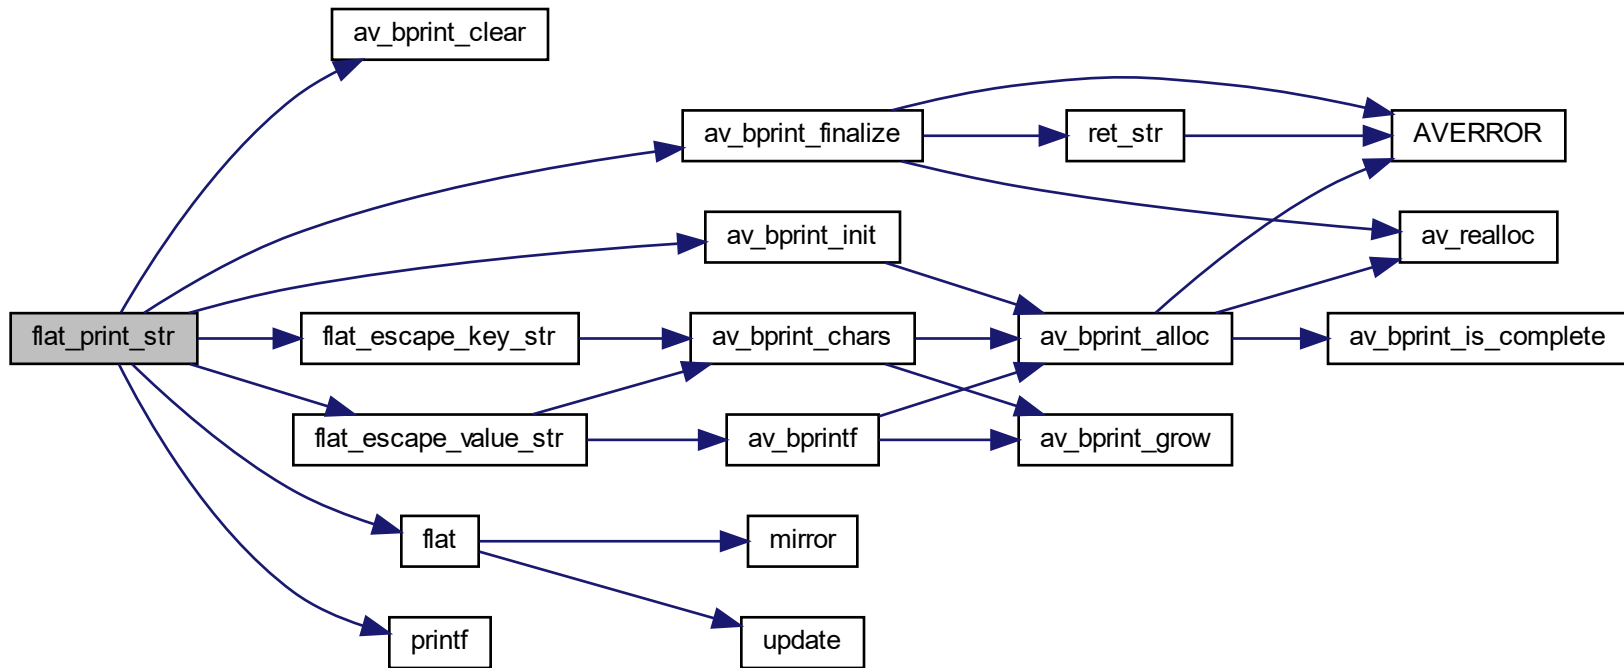 av_bprint_clear
av_bprint_finalize
ret_str
AVERROR
av_bprint_init
av_realloc
flat_print_str
flat_escape_key_str
av_bprint_chars
av_bprint_alloc
av_bprint_is_complete
flat_escape_value_str
av_bprintf
av_bprint_grow
flat
mirror
printf
update